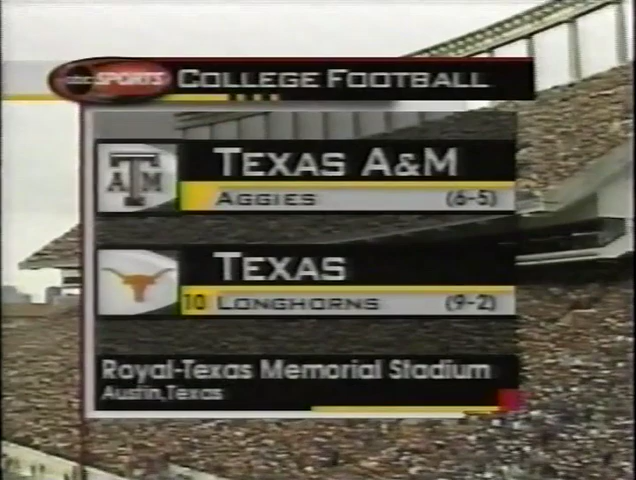 abc SPORTS COLLEGE FOOTBALL
ATM TEXAS A&M
AGGIES (6-5)
TEXAS
10 LONGHORNS (9-2)
Royal-Texas Memorial Stadium
Austin, Texas